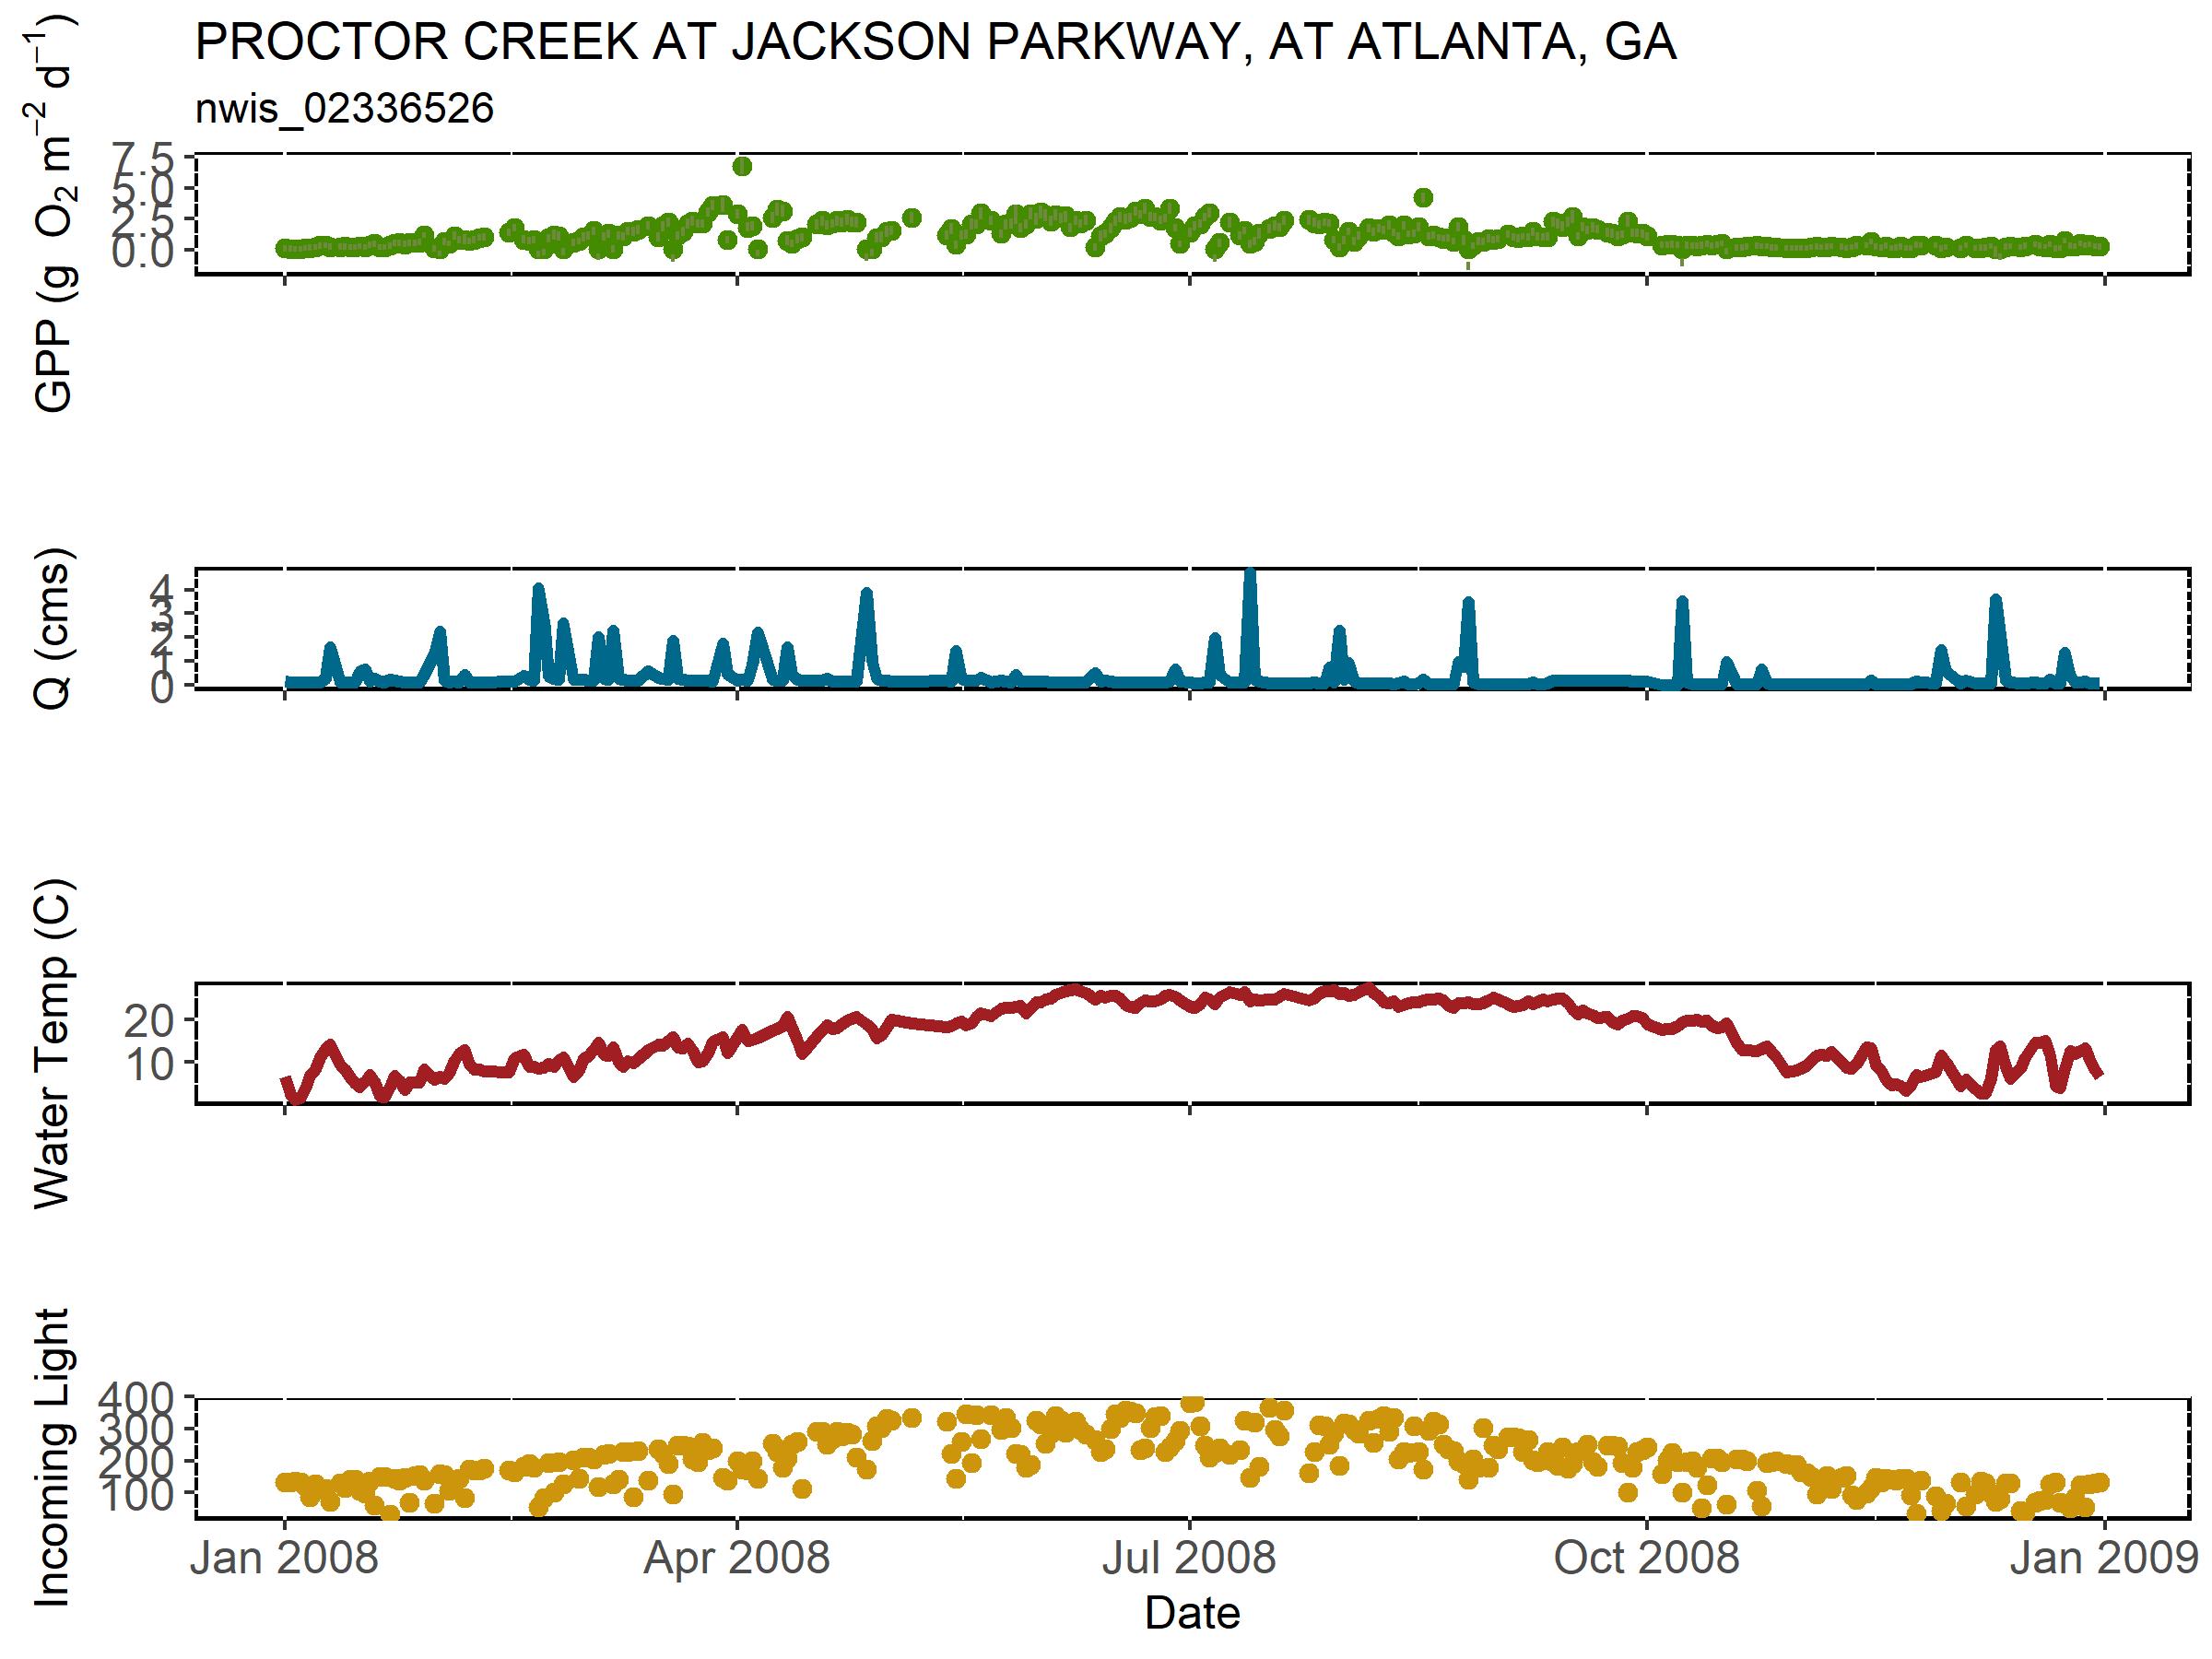 PROCTOR CREEK AT JACKSON PARKWAY, AT ATLANTA, GA
nwis_02336526
GPP (g O₂ m⁻² d⁻¹)
7.5
5.0
2.5
0.0
Q (cms)
4
3
2
1
0
Water Temp (C)
20
10
Incoming Light
400
300
200
100
Jan 2008
Apr 2008
Jul 2008
Oct 2008
Jan 2009
Date